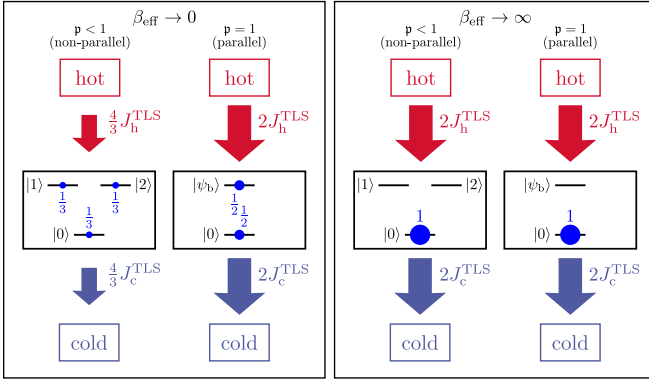 β_eff → 0
𝔭 < 1 (non-parallel)
𝔭 = 1 (parallel)
hot
hot
4/3 J_h^TLS
2J_h^TLS
|1⟩ |2⟩
1/3 1/3
1/3
|0⟩
|ψ_b⟩
1/2 1/2
|0⟩
4/3 J_c^TLS
2J_c^TLS
cold
cold
β_eff → ∞
𝔭 < 1 (non-parallel)
𝔭 = 1 (parallel)
hot
hot
2J_h^TLS
2J_h^TLS
|1⟩ |2⟩
1
|0⟩
|ψ_b⟩
1
|0⟩
2J_c^TLS
2J_c^TLS
cold
cold